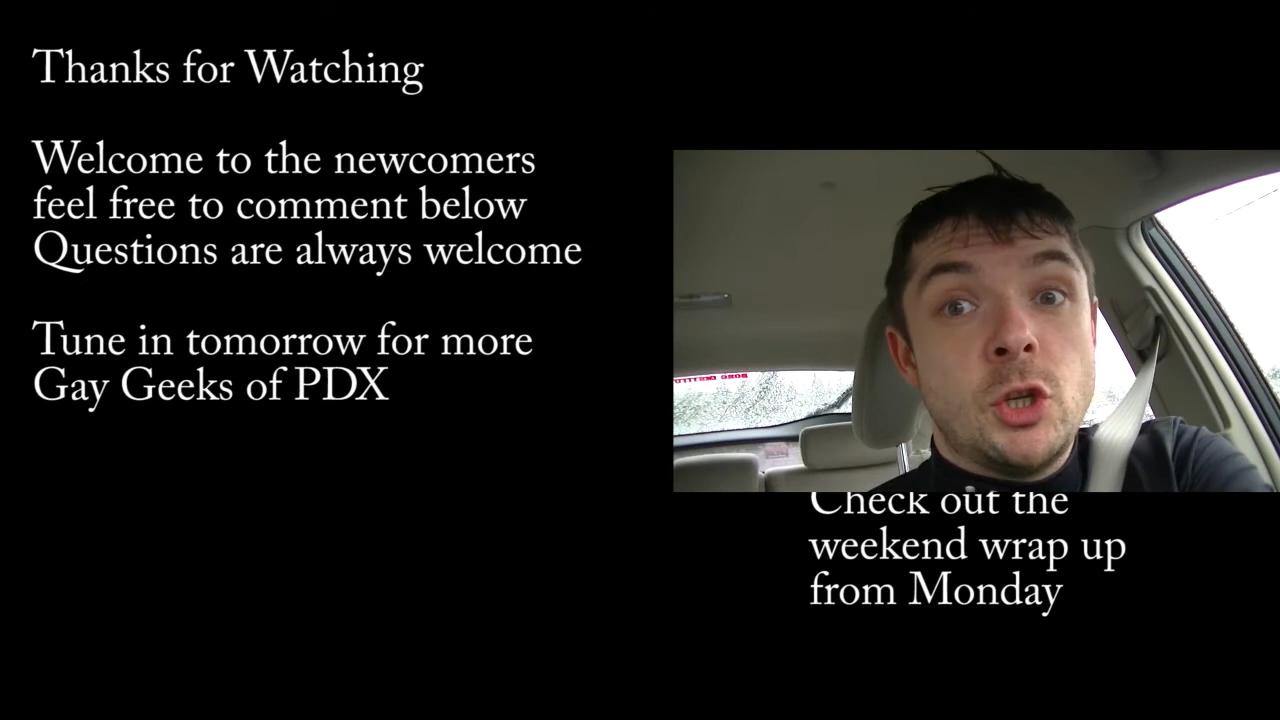 Thanks for Watching
Welcome to the newcomers
feel free to comment below
Questions are always welcome
Tune in tomorrow for more
Gay Geeks of PDX
Check out the
weekend wrap up
from Monday